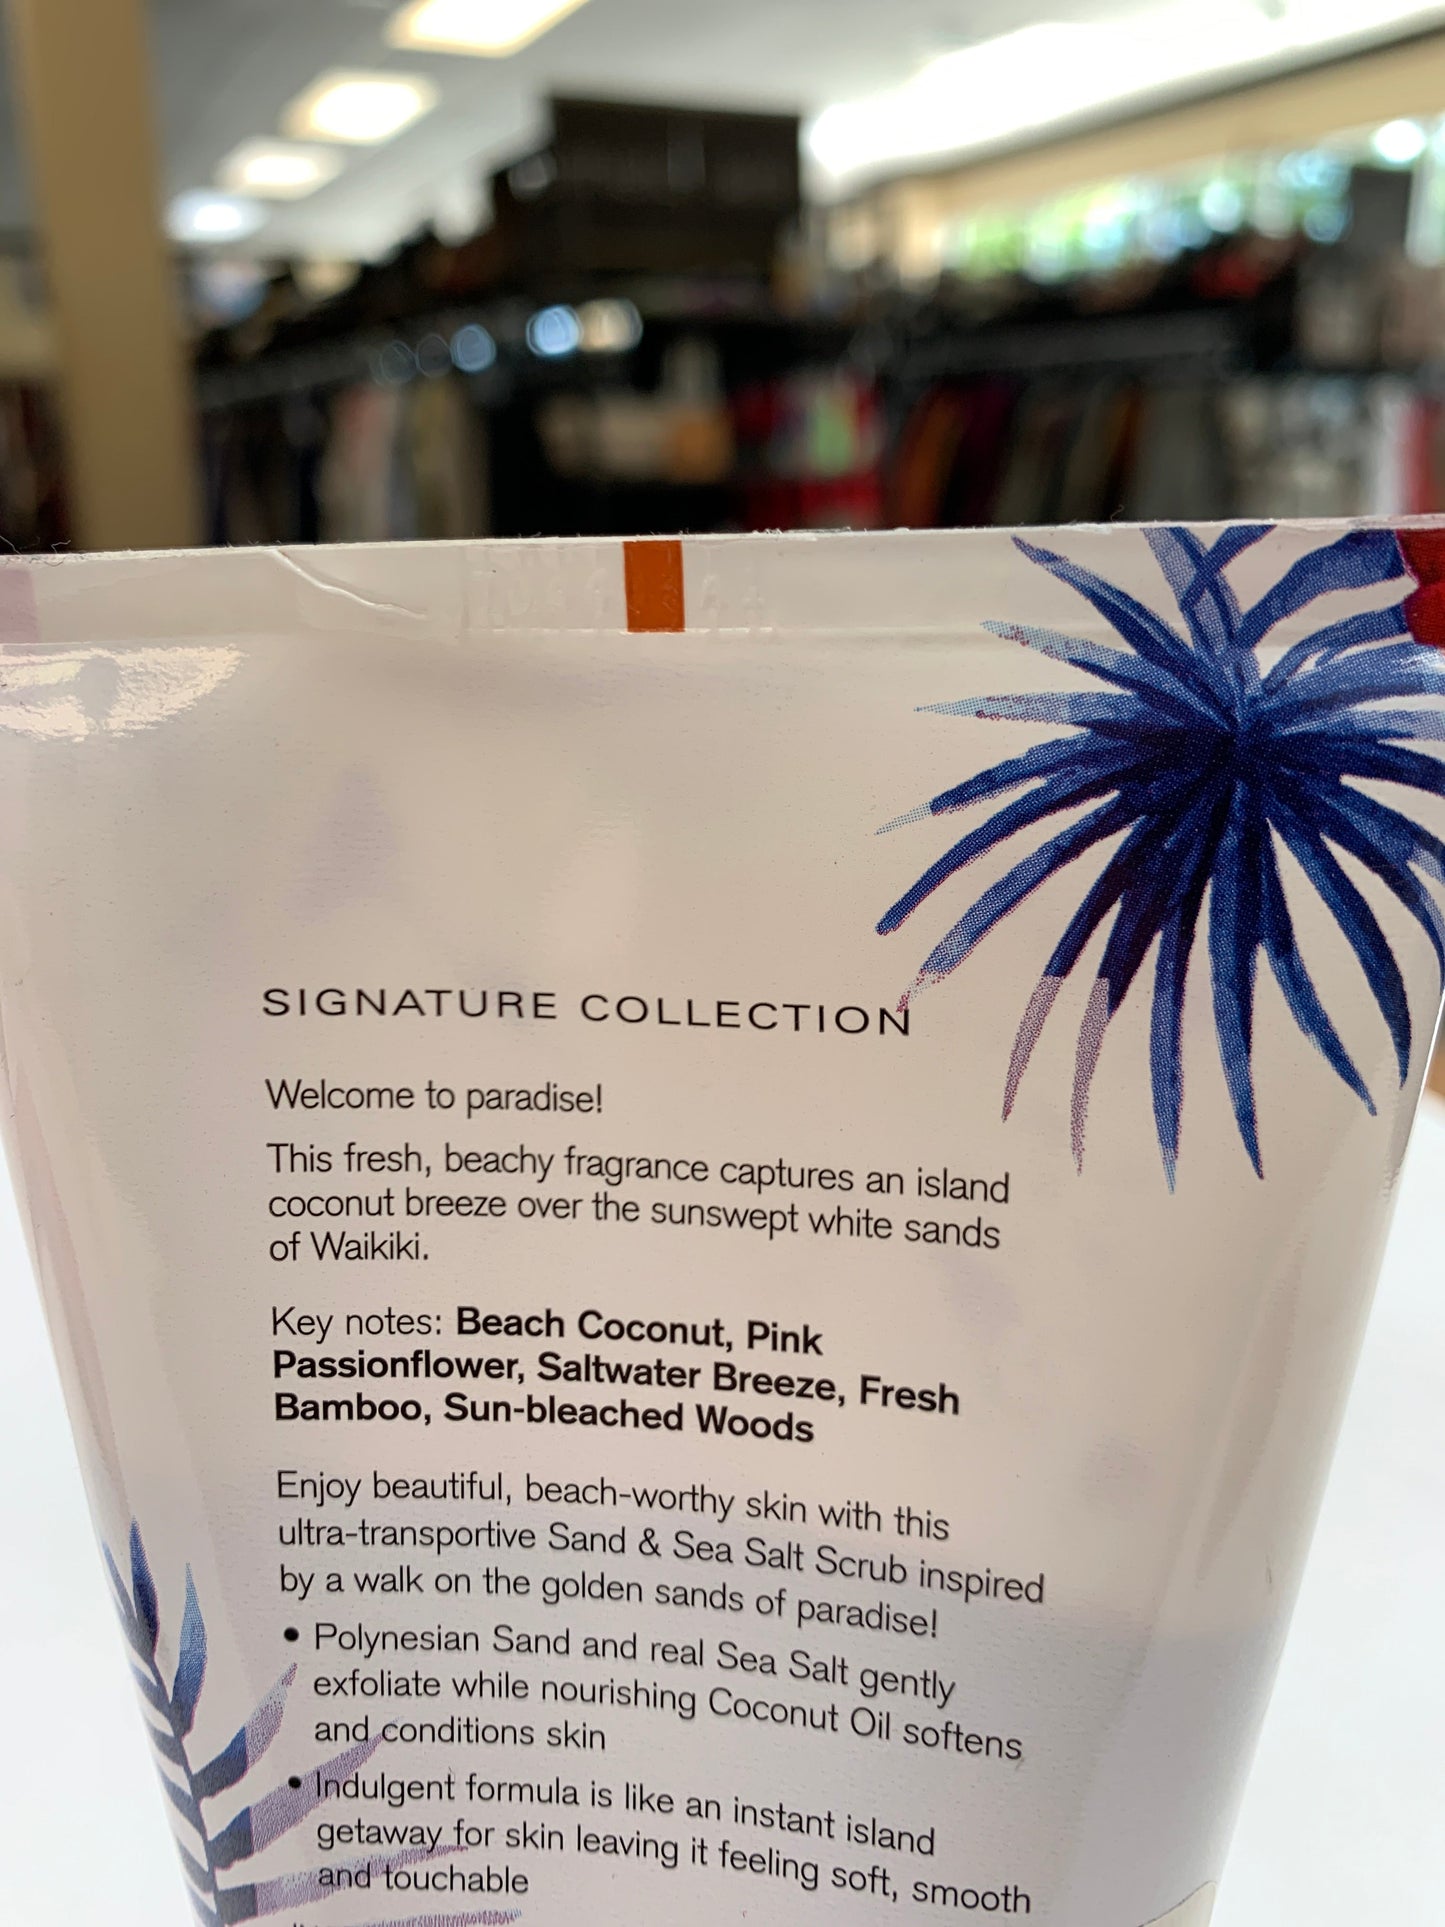 SIGNATURE COLLECTION
Welcome to paradise!
This fresh, beachy fragrance captures an island
coconut breeze over the sunswept white sands
of Waikiki.
Key notes: Beach Coconut, Pink
Passionflower, Saltwater Breeze, Fresh
Bamboo, Sun-bleached Woods
Enjoy beautiful, beach-worthy skin with this
ultra-transportive Sand & Sea Salt Scrub inspired
by a walk on the golden sands of paradise!
• Polynesian Sand and real Sea Salt gently
exfoliate while nourishing Coconut Oil softens
and conditions skin
• Indulgent formula is like an instant island
getaway for skin leaving it feeling soft, smooth
and touchable